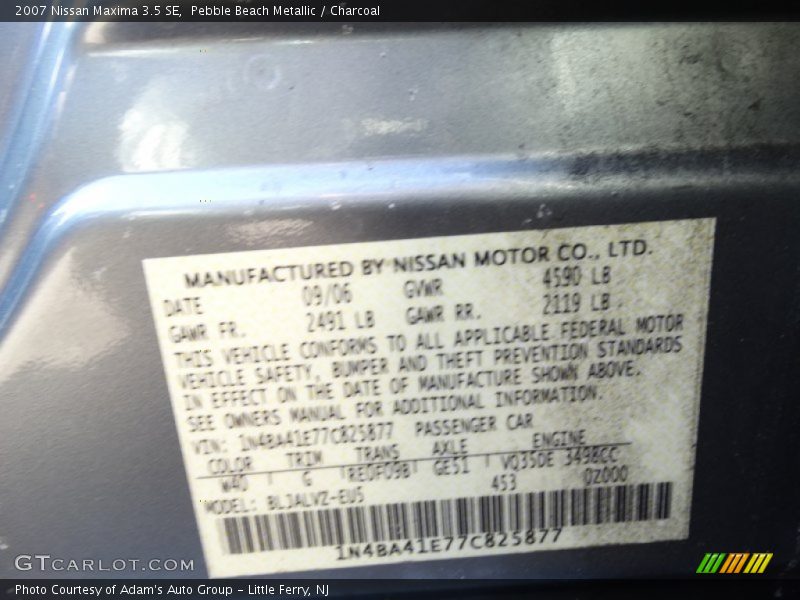 2007 Nissan Maxima 3.5 SE, Pebble Beach Metallic / Charcoal
MANUFACTURED BY NISSAN MOTOR CO., LTD.
DATE 09/06 GVWR 4590 LB
GAWR FR. 2491 LB GAWR RR. 2119 LB
THIS VEHICLE CONFORMS TO ALL APPLICABLE FEDERAL MOTOR
VEHICLE SAFETY, BUMPER AND THEFT PREVENTION STANDARDS
IN EFFECT ON THE DATE OF MANUFACTURE SHOWN ABOVE.
SEE OWNERS MANUAL FOR ADDITIONAL INFORMATION.
VIN: 1N4BA41E77C825877 PASSENGER CAR
COLOR TRIM TRANS AXLE ENGINE
W40 G RE0F09B GE51 VQ35DE 3498CC
MODEL: BLJALVZ-EUS 453 0Z000
1N4BA41E77C825877
GTCARLOT.COM
Photo Courtesy of Adam's Auto Group - Little Ferry, NJ